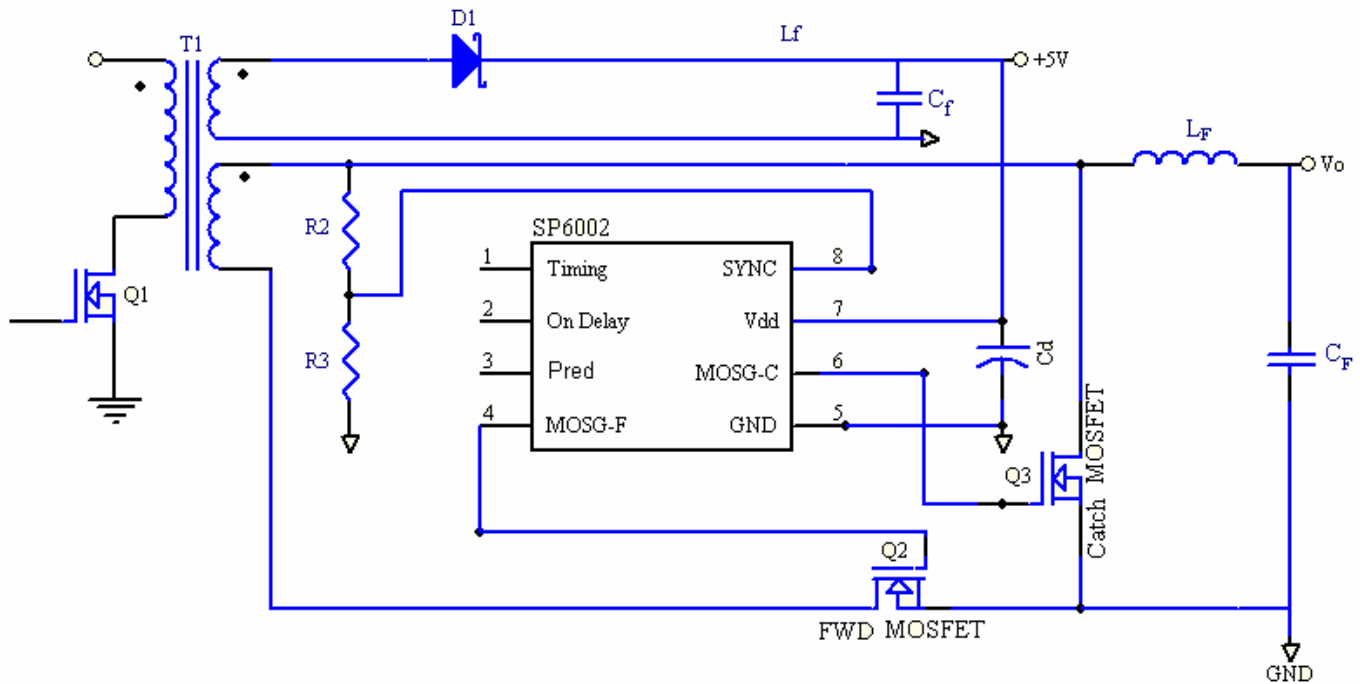 D1
T1
Lf
+5V
Cf
LF
Vo
R2
SP6002
1 Timing SYNC 8
Q1
2 On Delay Vdd 7
Cd
CF
R3
3 Pred MOSG-C 6
4 MOSG-F GND 5
Q3
Catch MOSFET
Q2
FWD MOSFET
GND